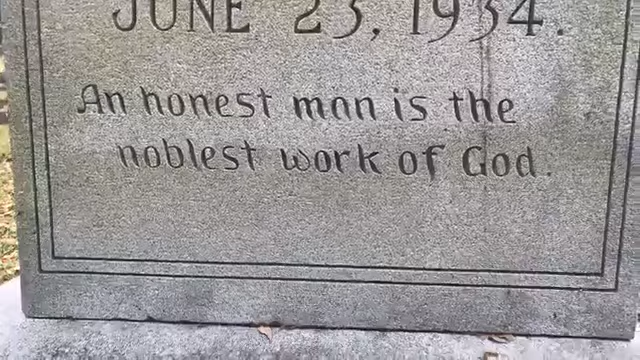 JUNE 23, 1934.
An honest man is the
noblest work of God.